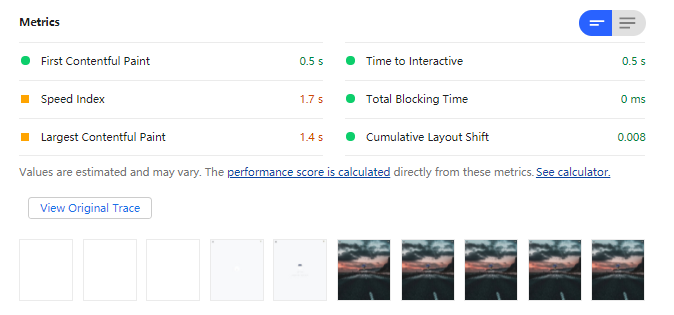 Metrics
First Contentful Paint 0.5 s
Time to Interactive 0.5 s
Speed Index 1.7 s
Total Blocking Time 0 ms
Largest Contentful Paint 1.4 s
Cumulative Layout Shift 0.008
Values are estimated and may vary. The performance score is calculated directly from these metrics. See calculator.
View Original Trace